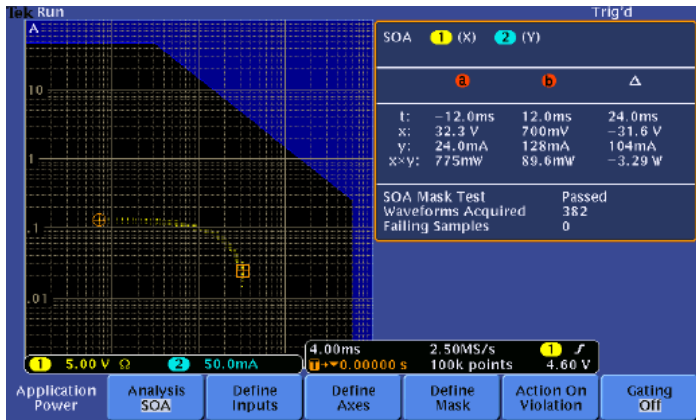 Tek Run Trig'd
A
10
1
.1
.01
SOA 1 (X) 2 (Y)
a b Δ
t: -12.0ms 12.0ms 24.0ms
x: 32.3 V 700mV -31.6 V
y: 24.0mA 128mA 104mA
x×y: 775mW 89.6mW -3.29 W
SOA Mask Test Passed
Waveforms Acquired 382
Failing Samples 0
1 5.00 V Ω 2 50.0mA
4.00ms 2.50MS/s 1 ƒ
T→▼0.00000 s 100k points 4.60 V
Application Power
Analysis SOA
Define Inputs
Define Axes
Define Mask
Action On Violation
Gating Off